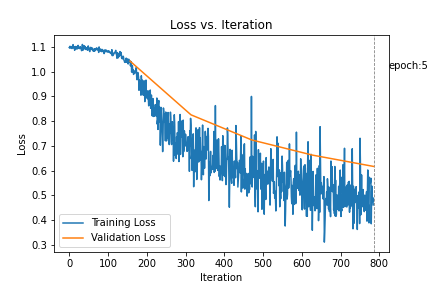 Loss vs. Iteration
1.1
1.0
0.9
0.8
0.7
0.6
0.5
0.4
0.3
Loss
epoch:5
Training Loss
Validation Loss
0 100 200 300 400 500 600 700 800
Iteration